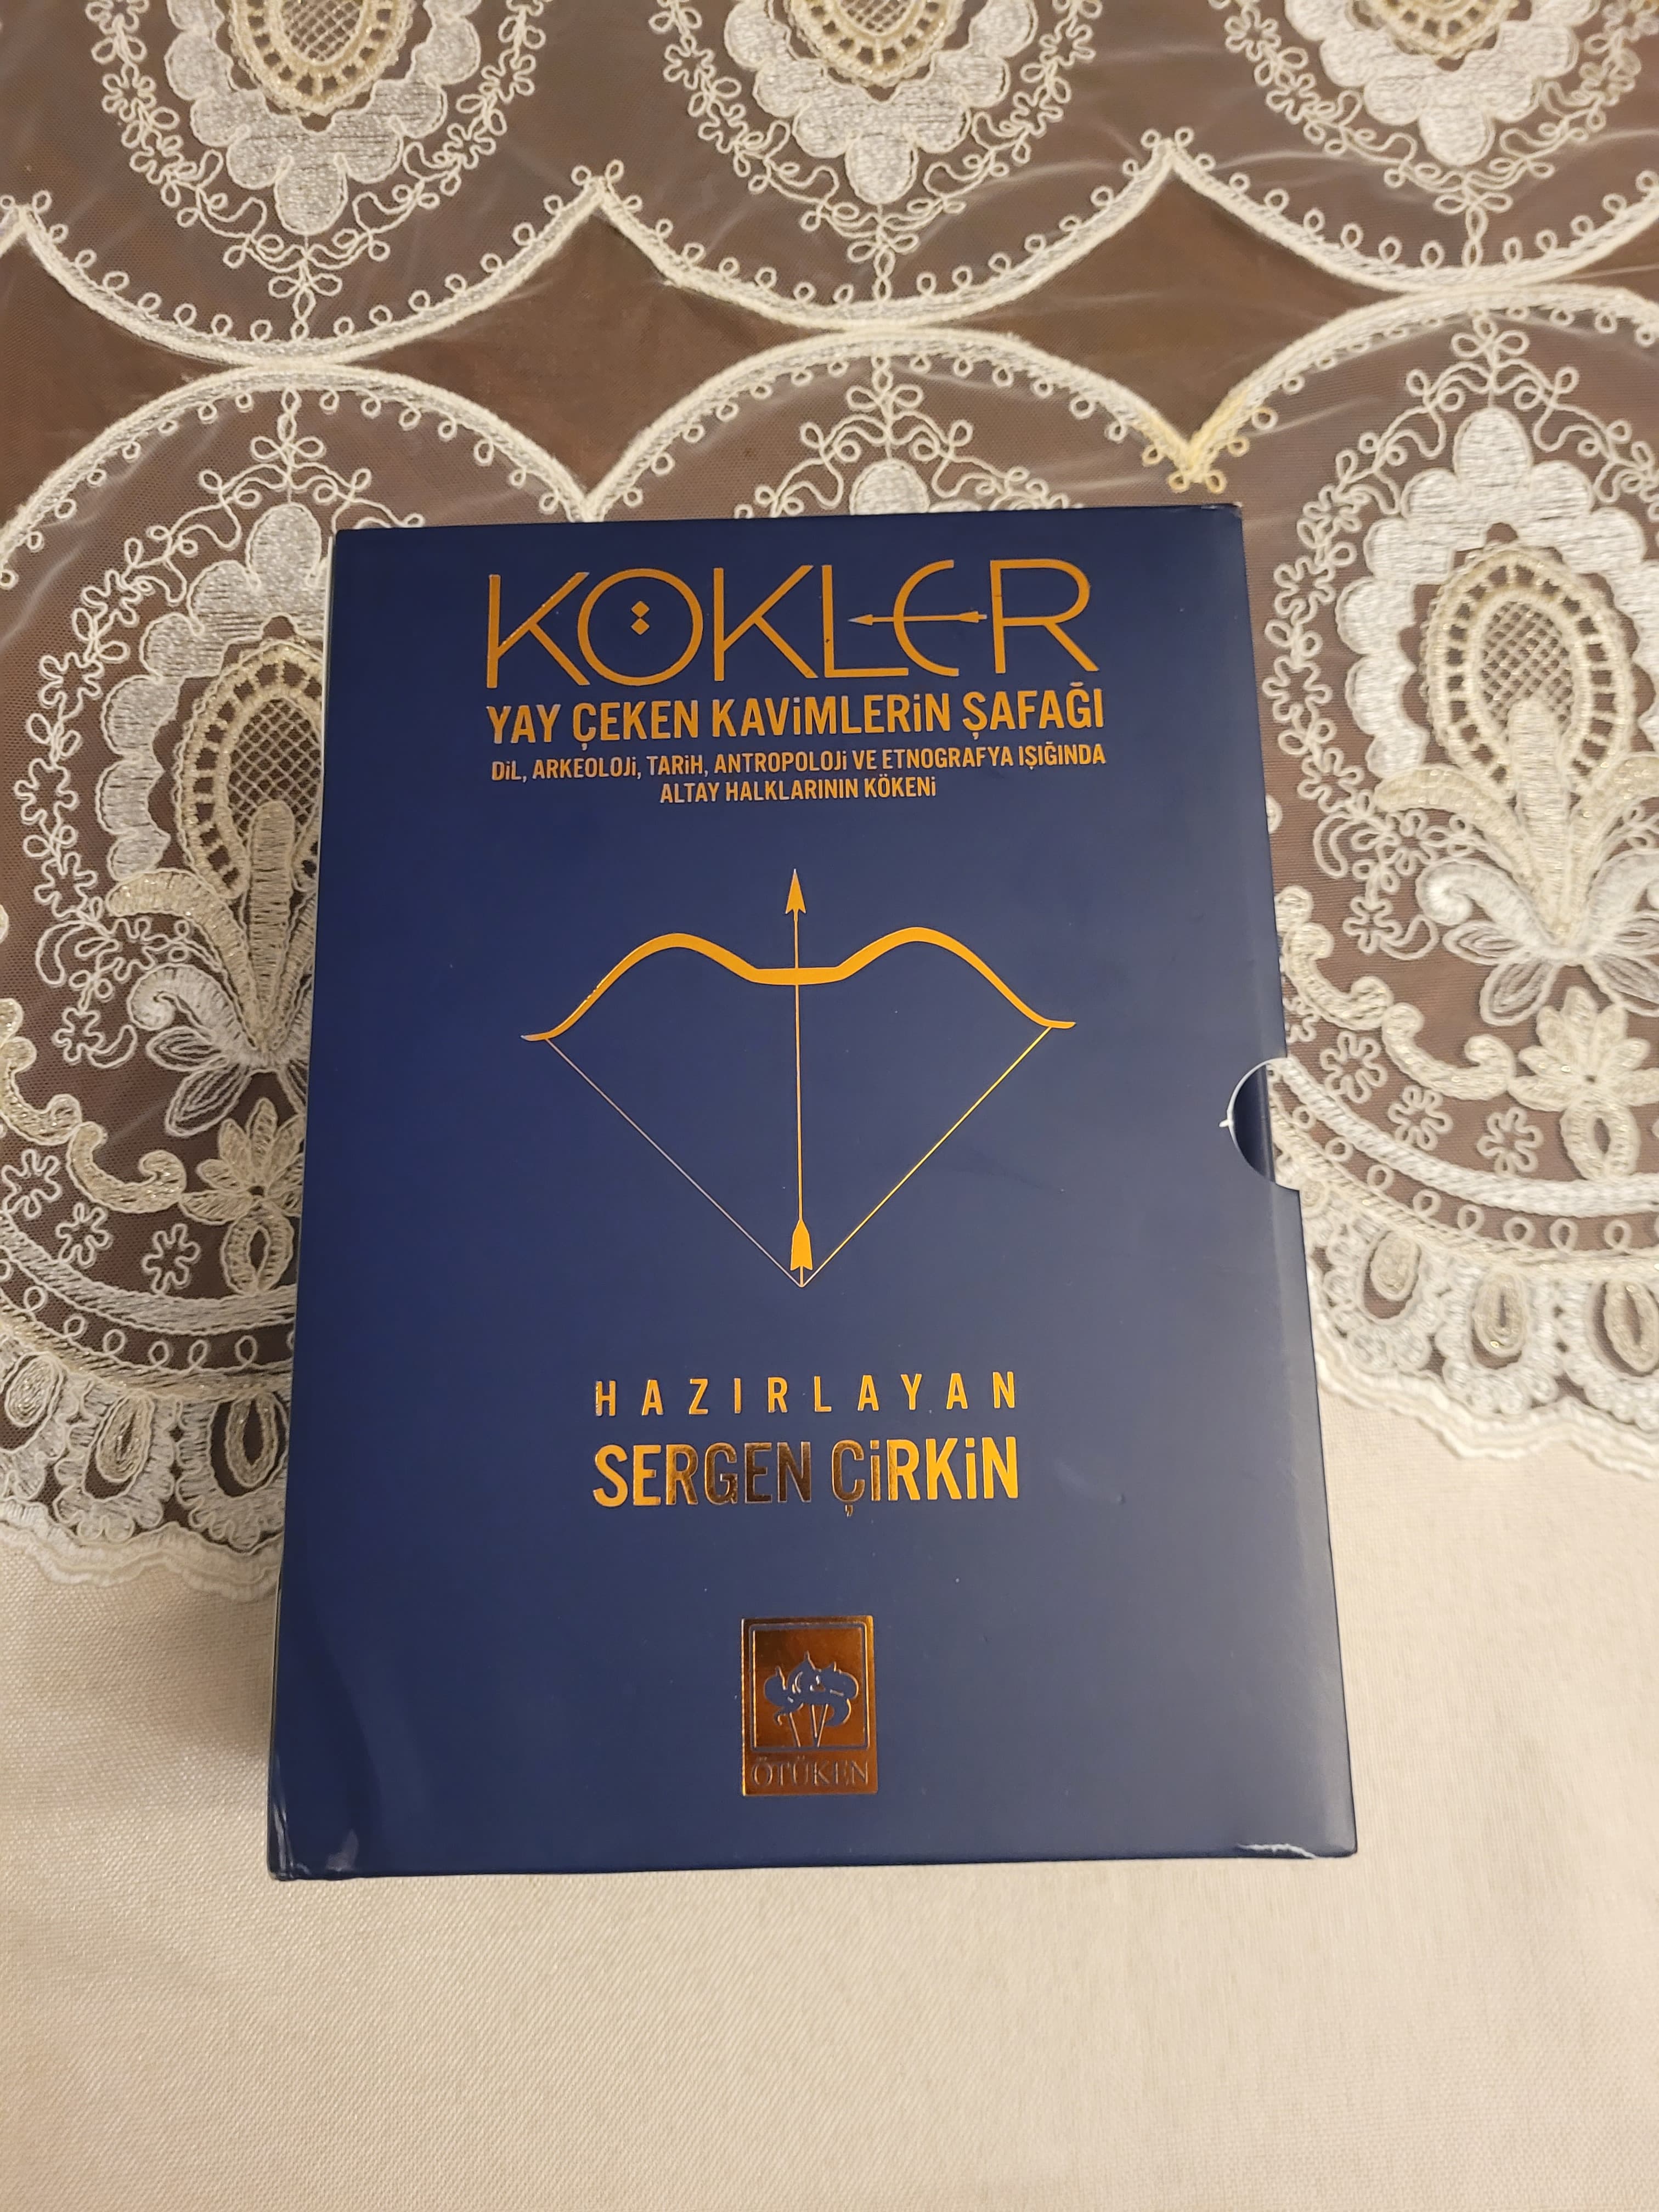 KÖKLER
YAY ÇEKEN KAVİMLERİN ŞAFAĞI
DİL, ARKEOLOJİ, TARİH, ANTROPOLOJİ VE ETNOGRAFYA IŞIĞINDA
ALTAY HALKLARININ KÖKENİ
HAZIRLAYAN
SERGEN ÇİRKİN
ÖTÜKEN